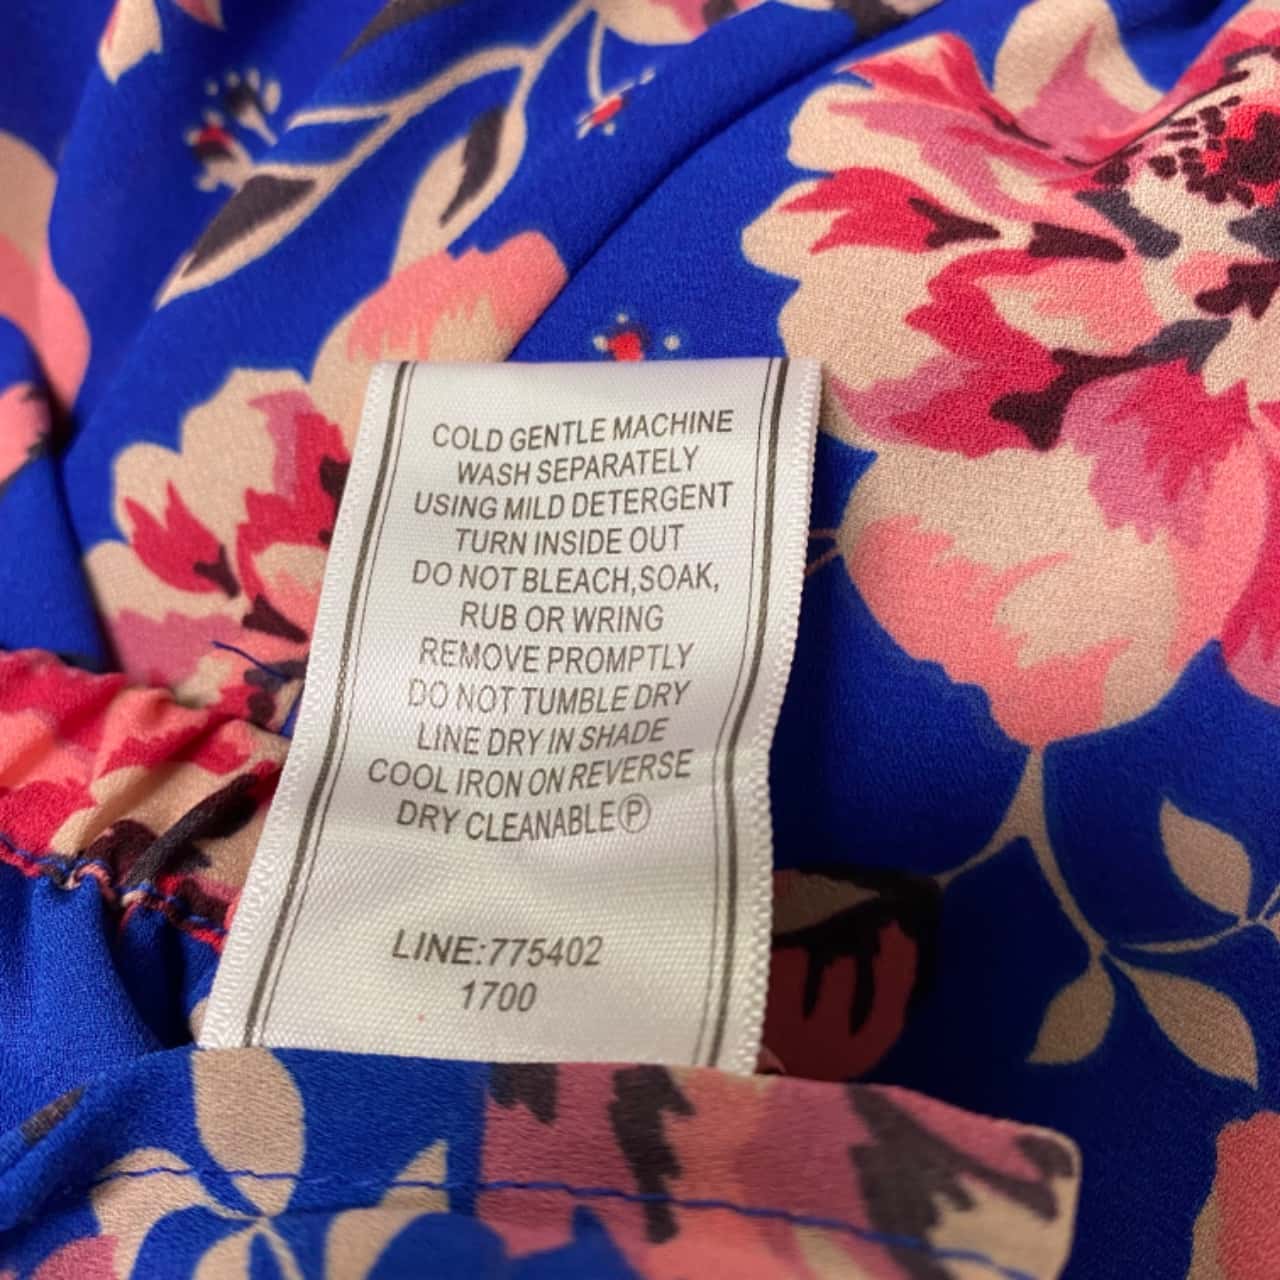 COLD GENTLE MACHINE
WASH SEPARATELY
USING MILD DETERGENT
TURN INSIDE OUT
DO NOT BLEACH,SOAK,
RUB OR WRING
REMOVE PROMPTLY
DO NOT TUMBLE DRY
LINE DRY IN SHADE
COOL IRON ON REVERSE
DRY CLEANABLE Ⓟ
LINE:775402
1700